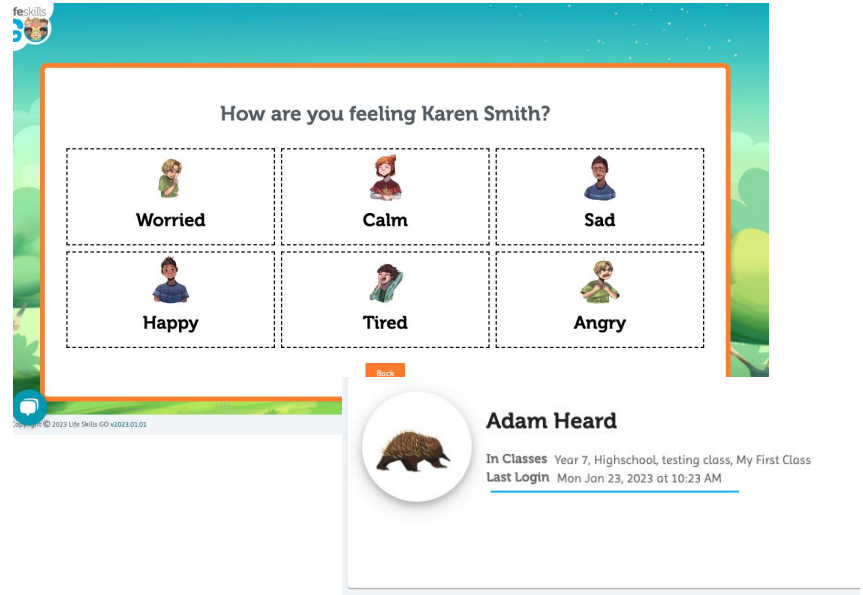 feskills
G
How are you feeling Karen Smith?
Worried
Calm
Sad
Happy
Tired
Angry
Back
Copyright © 2023 Life Skills GO v2023.01.01
Adam Heard
In Classes Year 7, Highschool, testing class, My First Class
Last Login Mon Jan 23, 2023 at 10:23 AM